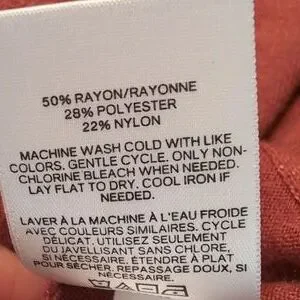 50% RAYON/RAYONNE
28% POLYESTER
22% NYLON
MACHINE WASH COLD WITH LIKE
COLORS. GENTLE CYCLE. ONLY NON-
CHLORINE BLEACH WHEN NEEDED.
LAY FLAT TO DRY. COOL IRON IF
NEEDED.
LAVER À LA MACHINE À L'EAU FROIDE
AVEC COULEURS SIMILAIRES. CYCLE
DÉLICAT. UTILISEZ SEULEMENT
DU JAVELLISANT SANS CHLORE,
SI NÉCESSAIRE. ÉTENDRE À PLAT
POUR SÉCHER. REPASSAGE DOUX, SI
NÉCESSAIRE.